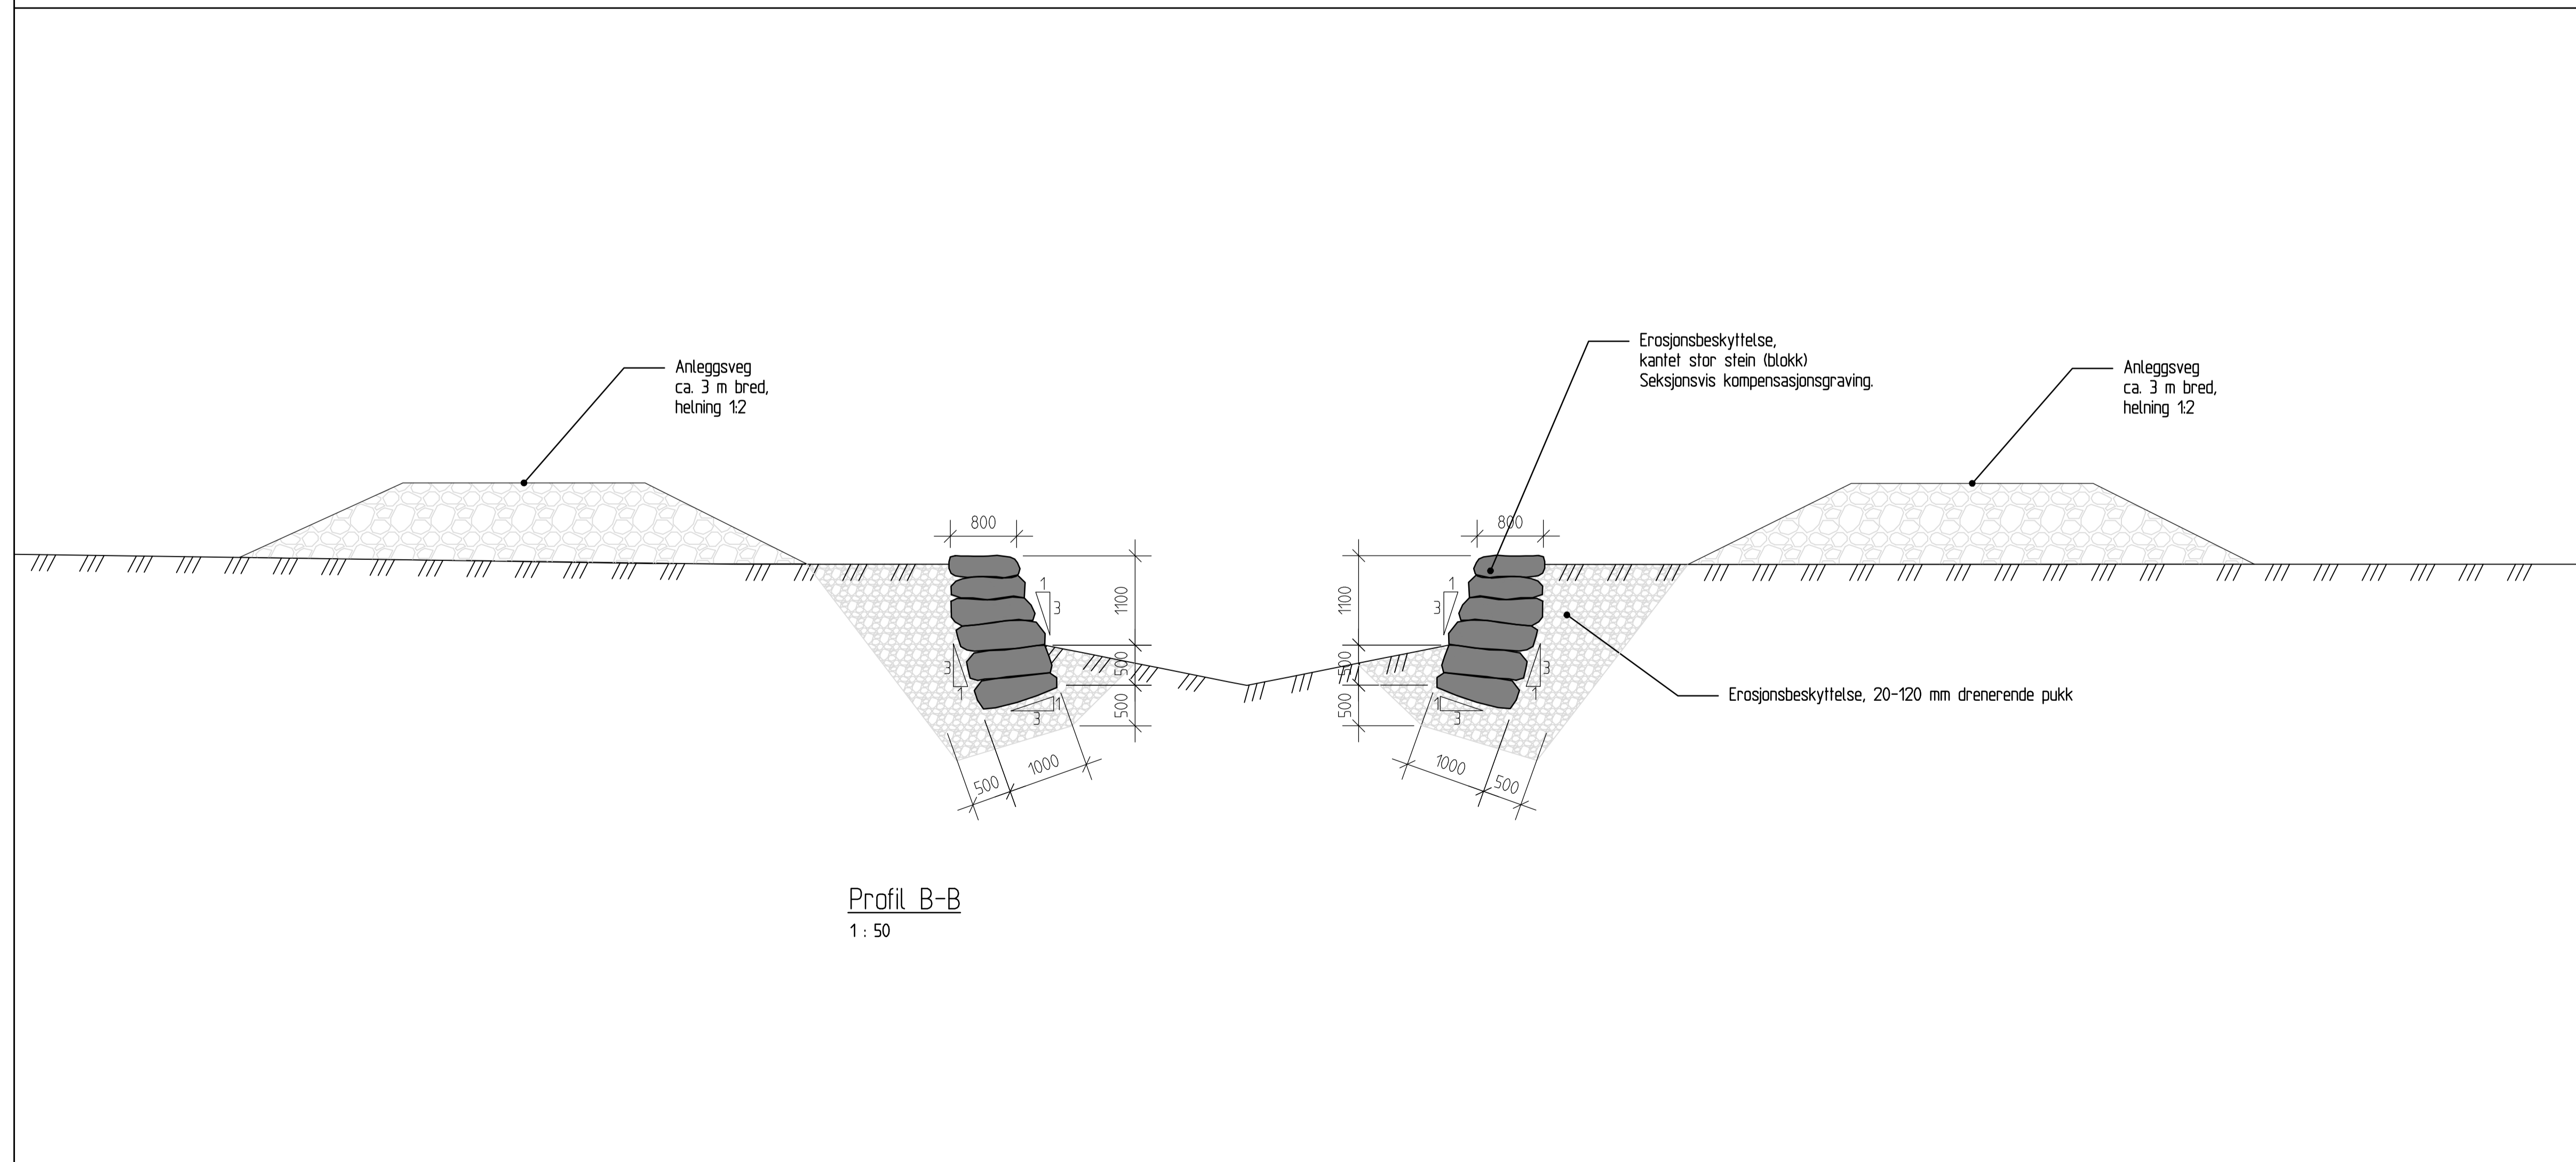 Erosjonsbeskyttelse,
kantet stor stein (blokk)
Seksjonsvis kompensasjonsgraving.
Anleggsveg
ca. 3 m bred,
helning 1:2
Anleggsveg
ca. 3 m bred,
helning 1:2
800
800
1
3
1100
1100
1
3
3
1
500
500
3
1
1
3
500
500
1
3
Erosjonsbeskyttelse, 20-120 mm drenerende pukk
500
1000
1000
500
Profil B-B
1 : 50